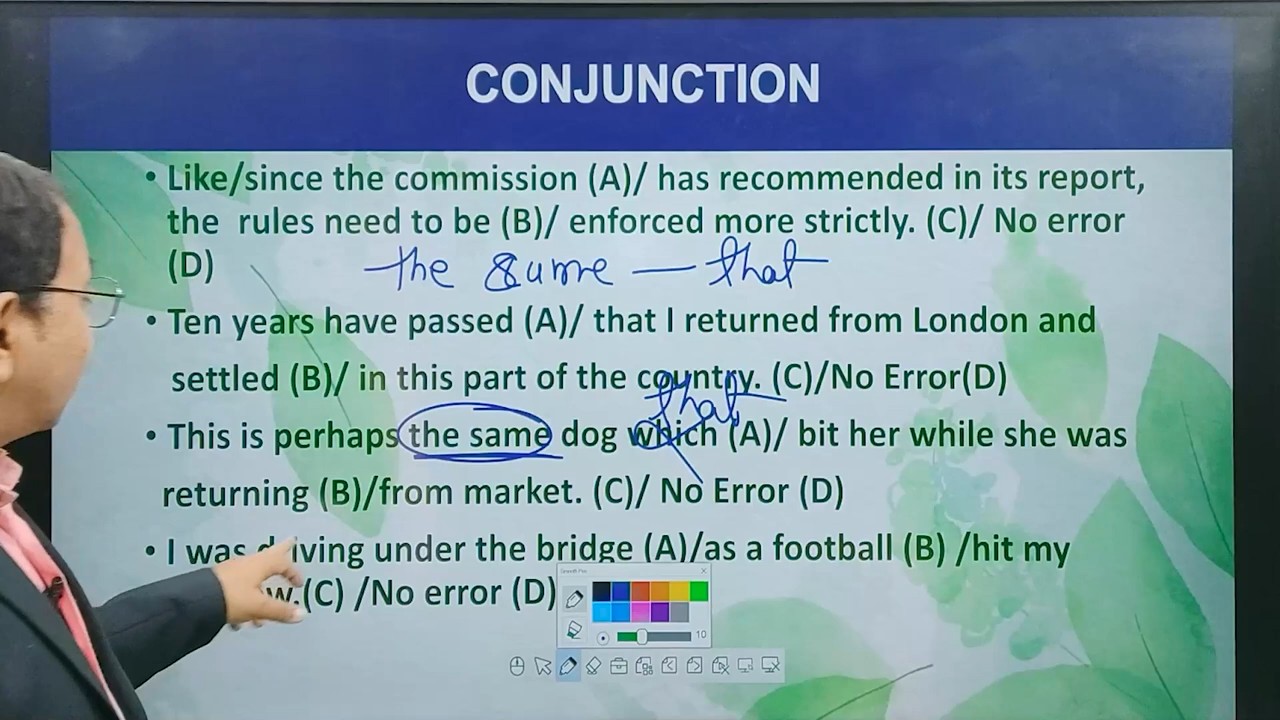 CONJUNCTION
• Like/since the commission (A)/ has recommended in its report,
the rules need to be (B)/ enforced more strictly. (C)/ No error
(D)
the same — that
• Ten years have passed (A)/ that I returned from London and
settled (B)/ in this part of the country. (C)/No Error(D)
that
• This is perhaps the same dog which (A)/ bit her while she was
returning (B)/from market. (C)/ No Error (D)
• I was driving under the bridge (A)/as a football (B) /hit my
(C) /No error (D)
10